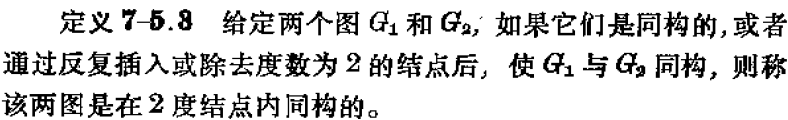 定义 7-5.3 给定两个图 G₁ 和 G₂, 如果它们是同构的,或者
通过反复插入或除去度数为 2 的结点后, 使 G₁ 与 G₂ 同构, 则称
该两图是在 2 度结点内同构的。